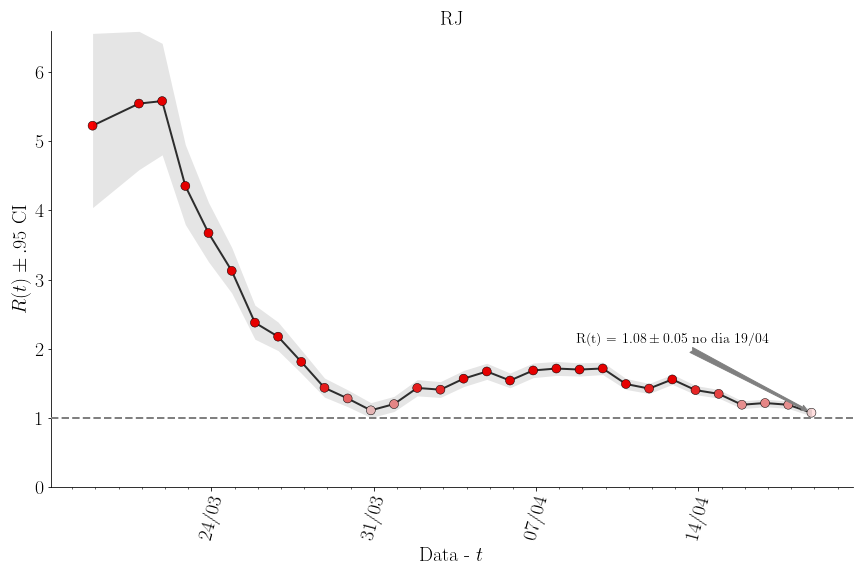 RJ
6
5
4
3
2
1
0
R(t) ± .95 CI
R(t) = 1.08 ± 0.05 no dia 19/04
24/03
31/03
07/04
14/04
Data - t